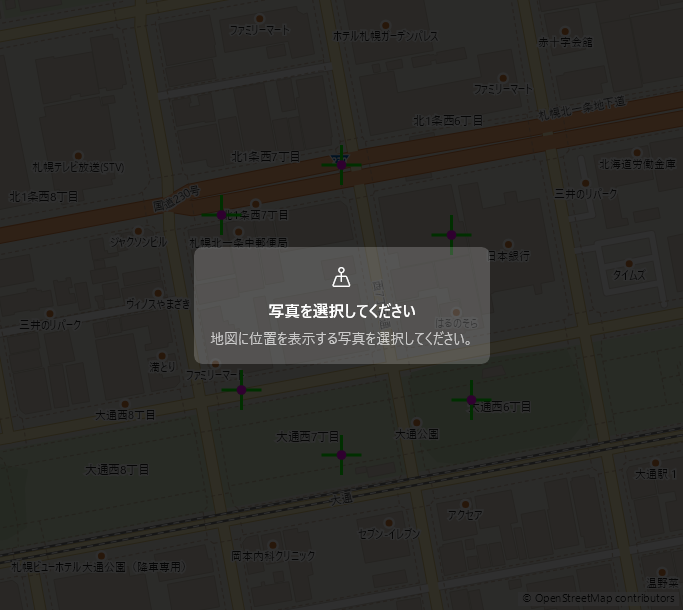 ファミリーマート
ホテル札幌ガーデンパレス
赤十字会館
ファミリーマート
札幌北一条地下道
北1条西6丁目
北1条西7丁目
札幌テレビ放送(STV)
北海道労働金庫
北1条西8丁目
国道230号
三井のリパーク
北1条西7丁目
ジャクソンビル
札幌北一条中郵便局
日本銀行
タイムズ
ヴィノスやまざき
三井のリパーク
はるのそら
写真を選択してください
地図に位置を表示する写真を選択してください。
湊とり
ファミリーマート
大通西8丁目
大通西6丁目
大通西7丁目
大通公園
大通西8丁目
大通駅 1
大通
アクセア
セブン-イレブン
岡本内科クリニック
札幌ビューホテル大通公園（降車専用）
© OpenStreetMap contributors